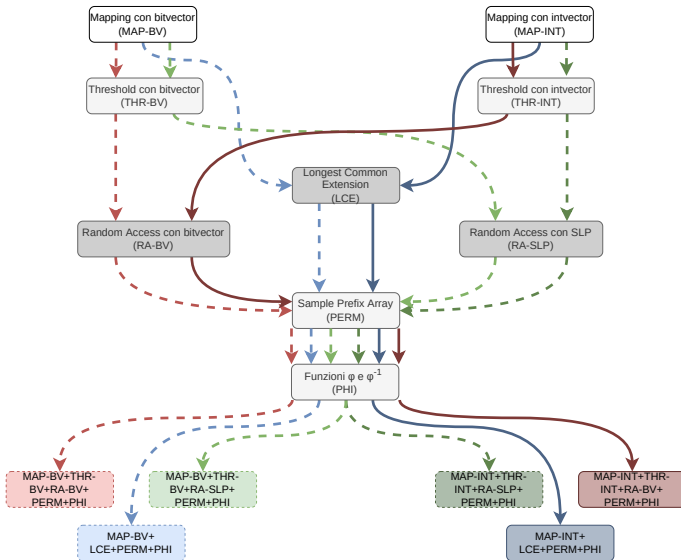 Mapping con bitvector
(MAP-BV)
Mapping con intvector
(MAP-INT)
Threshold con bitvector
(THR-BV)
Threshold con intvector
(THR-INT)
Longest Common
Extension
(LCE)
Random Access con bitvector
(RA-BV)
Random Access con SLP
(RA-SLP)
Sample Prefix Array
(PERM)
Funzioni φ e φ⁻¹
(PHI)
MAP-BV+THR-
BV+RA-BV+
PERM+PHI
MAP-BV+THR-
BV+RA-SLP+
PERM+PHI
MAP-INT+THR-
INT+RA-SLP+
PERM+PHI
MAP-INT+THR-
INT+RA-BV+
PERM+PHI
MAP-BV+
LCE+PERM+PHI
MAP-INT+
LCE+PERM+PHI